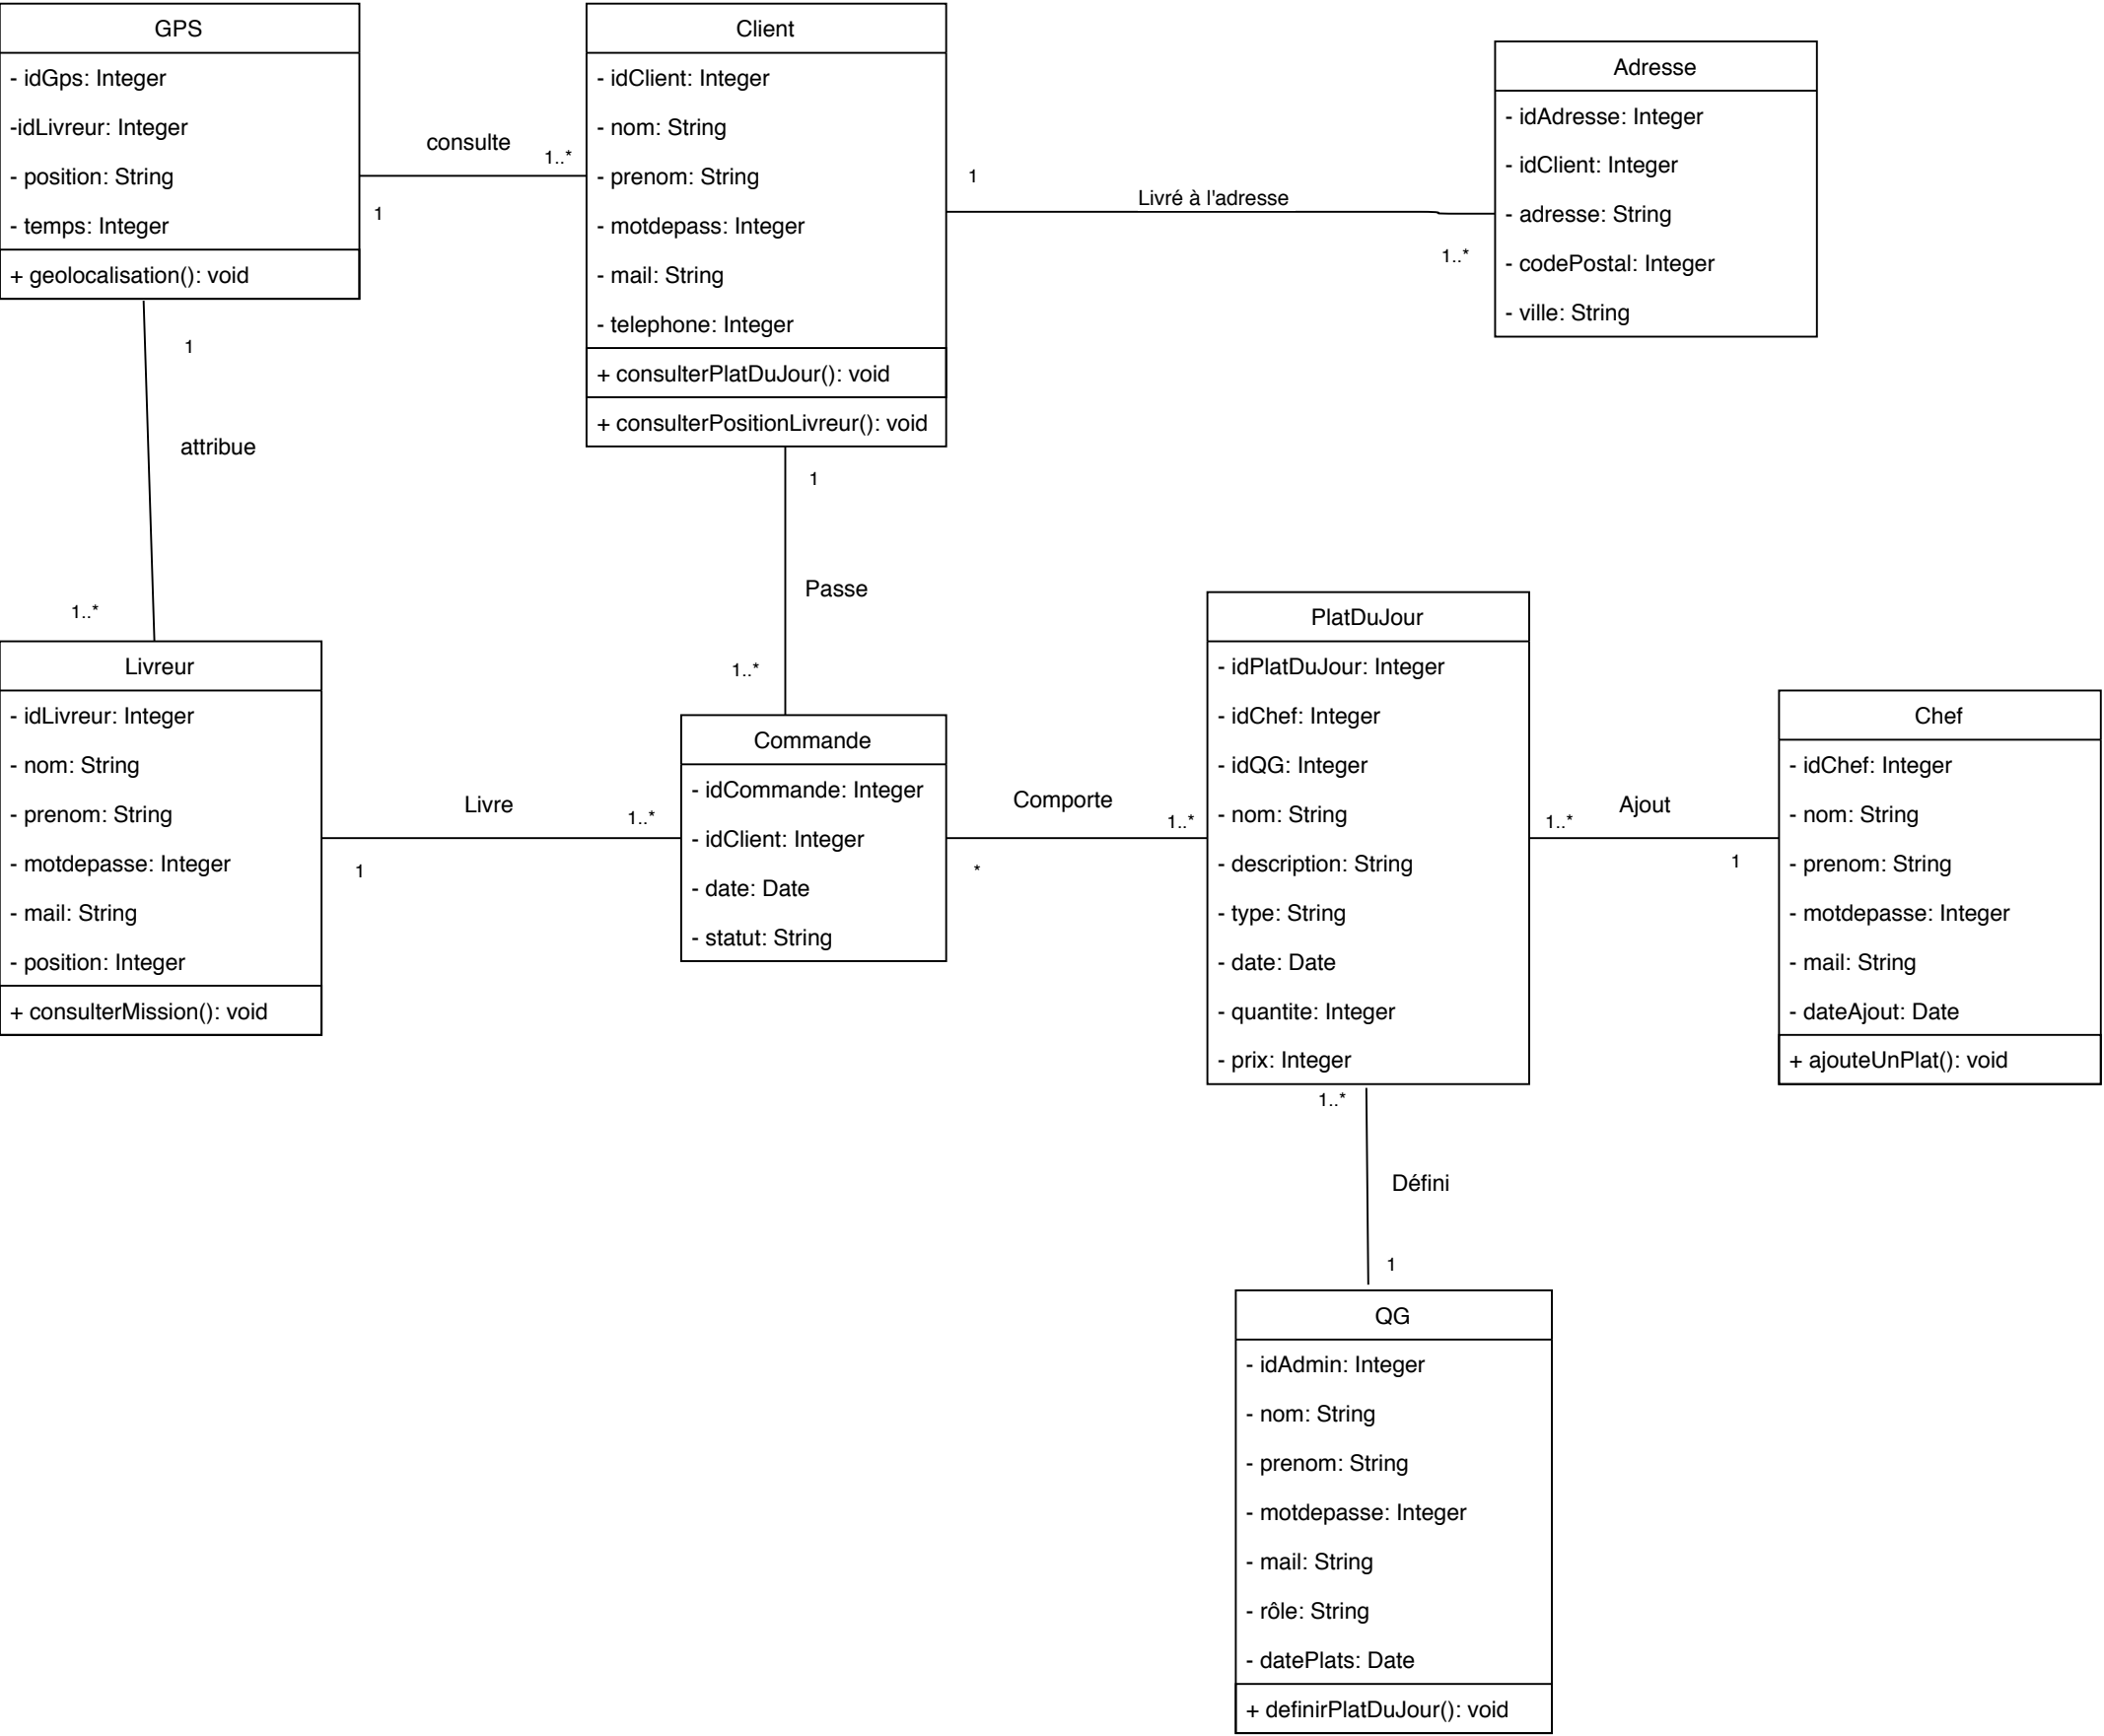 GPS
- idGps: Integer
-idLivreur: Integer
- position: String
- temps: Integer
+ geolocalisation(): void
consulte
1..*
1
Client
- idClient: Integer
- nom: String
- prenom: String
- motdepass: Integer
- mail: String
- telephone: Integer
+ consulterPlatDuJour(): void
+ consulterPositionLivreur(): void
1
Livré à l'adresse
1..*
Adresse
- idAdresse: Integer
- idClient: Integer
- adresse: String
- codePostal: Integer
- ville: String
1
attribue
1..*
1
Passe
1..*
Livreur
- idLivreur: Integer
- nom: String
- prenom: String
- motdepasse: Integer
- mail: String
- position: Integer
+ consulterMission(): void
Livre
1..*
1
Commande
- idCommande: Integer
- idClient: Integer
- date: Date
- statut: String
Comporte
1..*
*
PlatDuJour
- idPlatDuJour: Integer
- idChef: Integer
- idQG: Integer
- nom: String
- description: String
- type: String
- date: Date
- quantite: Integer
- prix: Integer
1..*
Ajout
1
Chef
- idChef: Integer
- nom: String
- prenom: String
- motdepasse: Integer
- mail: String
- dateAjout: Date
+ ajouteUnPlat(): void
1..*
Défini
1
QG
- idAdmin: Integer
- nom: String
- prenom: String
- motdepasse: Integer
- mail: String
- rôle: String
- datePlats: Date
+ definirPlatDuJour(): void